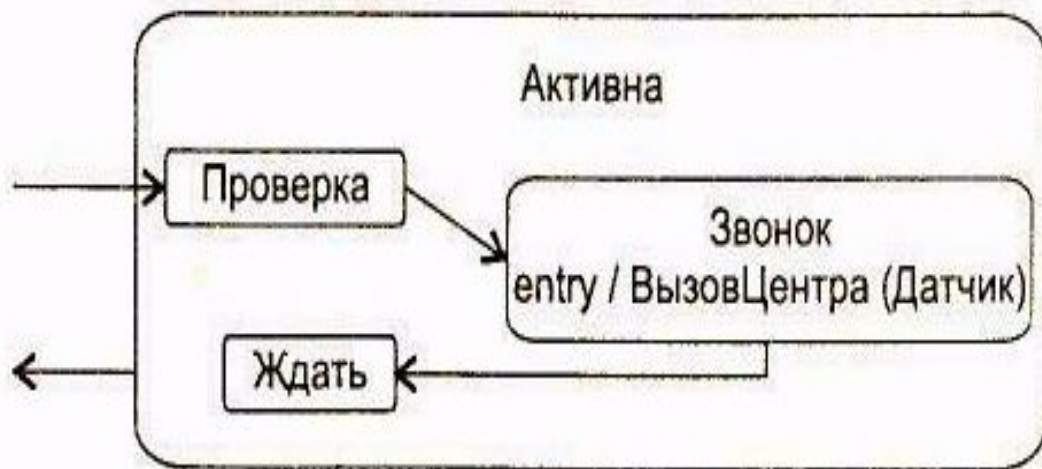 Активна
Проверка
Звонок
entry / ВызовЦентра (Датчик)
Ждать